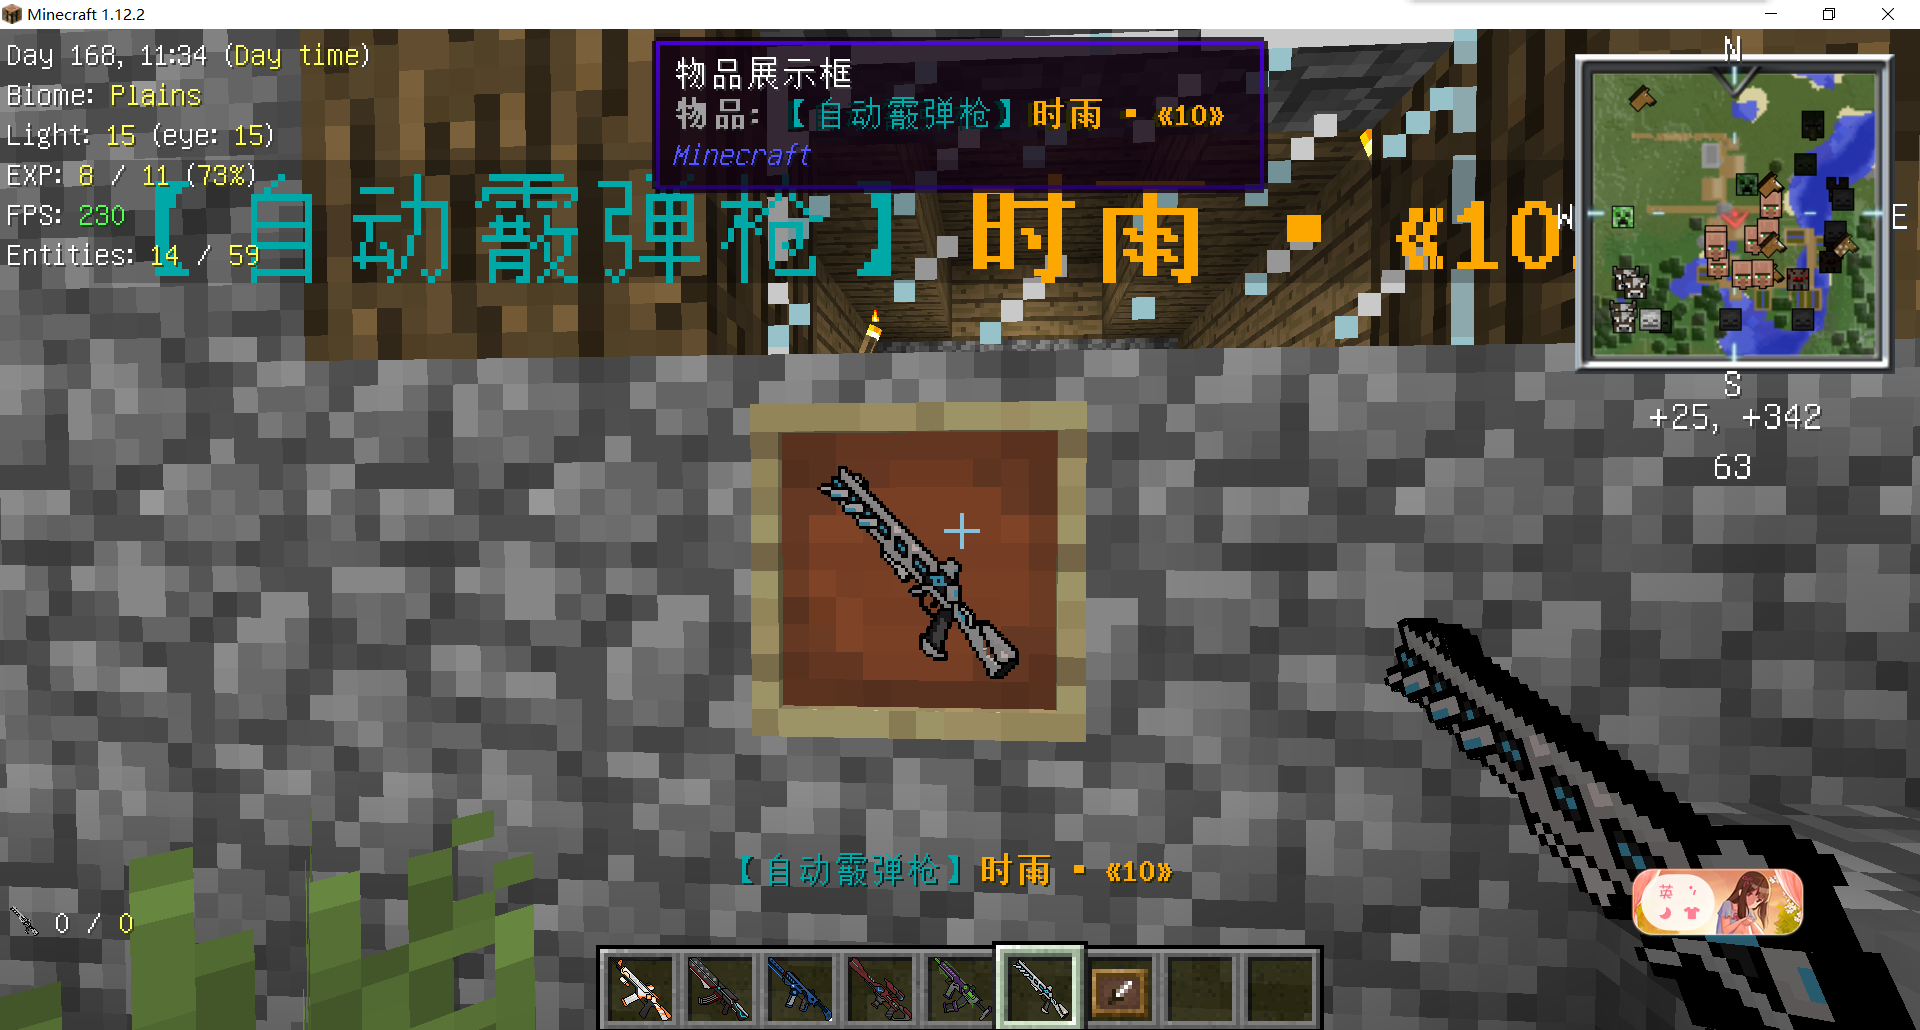 Minecraft 1.12.2
Day 168, 11:34 (Day time)
Biome: Plains
Light: 15 (eye: 15)
EXP: 8 / 11 (73%)
FPS: 230
Entities: 14 / 59
物品展示框
物品: 【自动霰弹枪】时雨 · «10»
Minecraft
【自动霰弹枪】时雨 · «10
N
W
E
S
+25, +342
63
【自动霰弹枪】时雨 · «10»
英
0 / 0